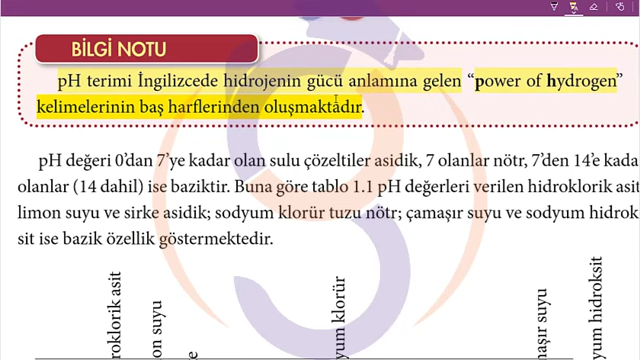 BİLGİ NOTU
pH terimi İngilizcede hidrojenin gücü anlamına gelen “power of hydrogen”
kelimelerinin baş harflerinden oluşmaktadır.
pH değeri 0’dan 7’ye kadar olan sulu çözeltiler asidik, 7 olanlar nötr, 7’den 14’e kada
olanlar (14 dahil) ise baziktir. Buna göre tablo 1.1 pH değerleri verilen hidroklorik asit
limon suyu ve sirke asidik; sodyum klorür tuzu nötr; çamaşır suyu ve sodyum hidrok
sit ise bazik özellik göstermektedir.
roklorik asit
on suyu
e
yum klorür
naşır suyu
yum hidroksit